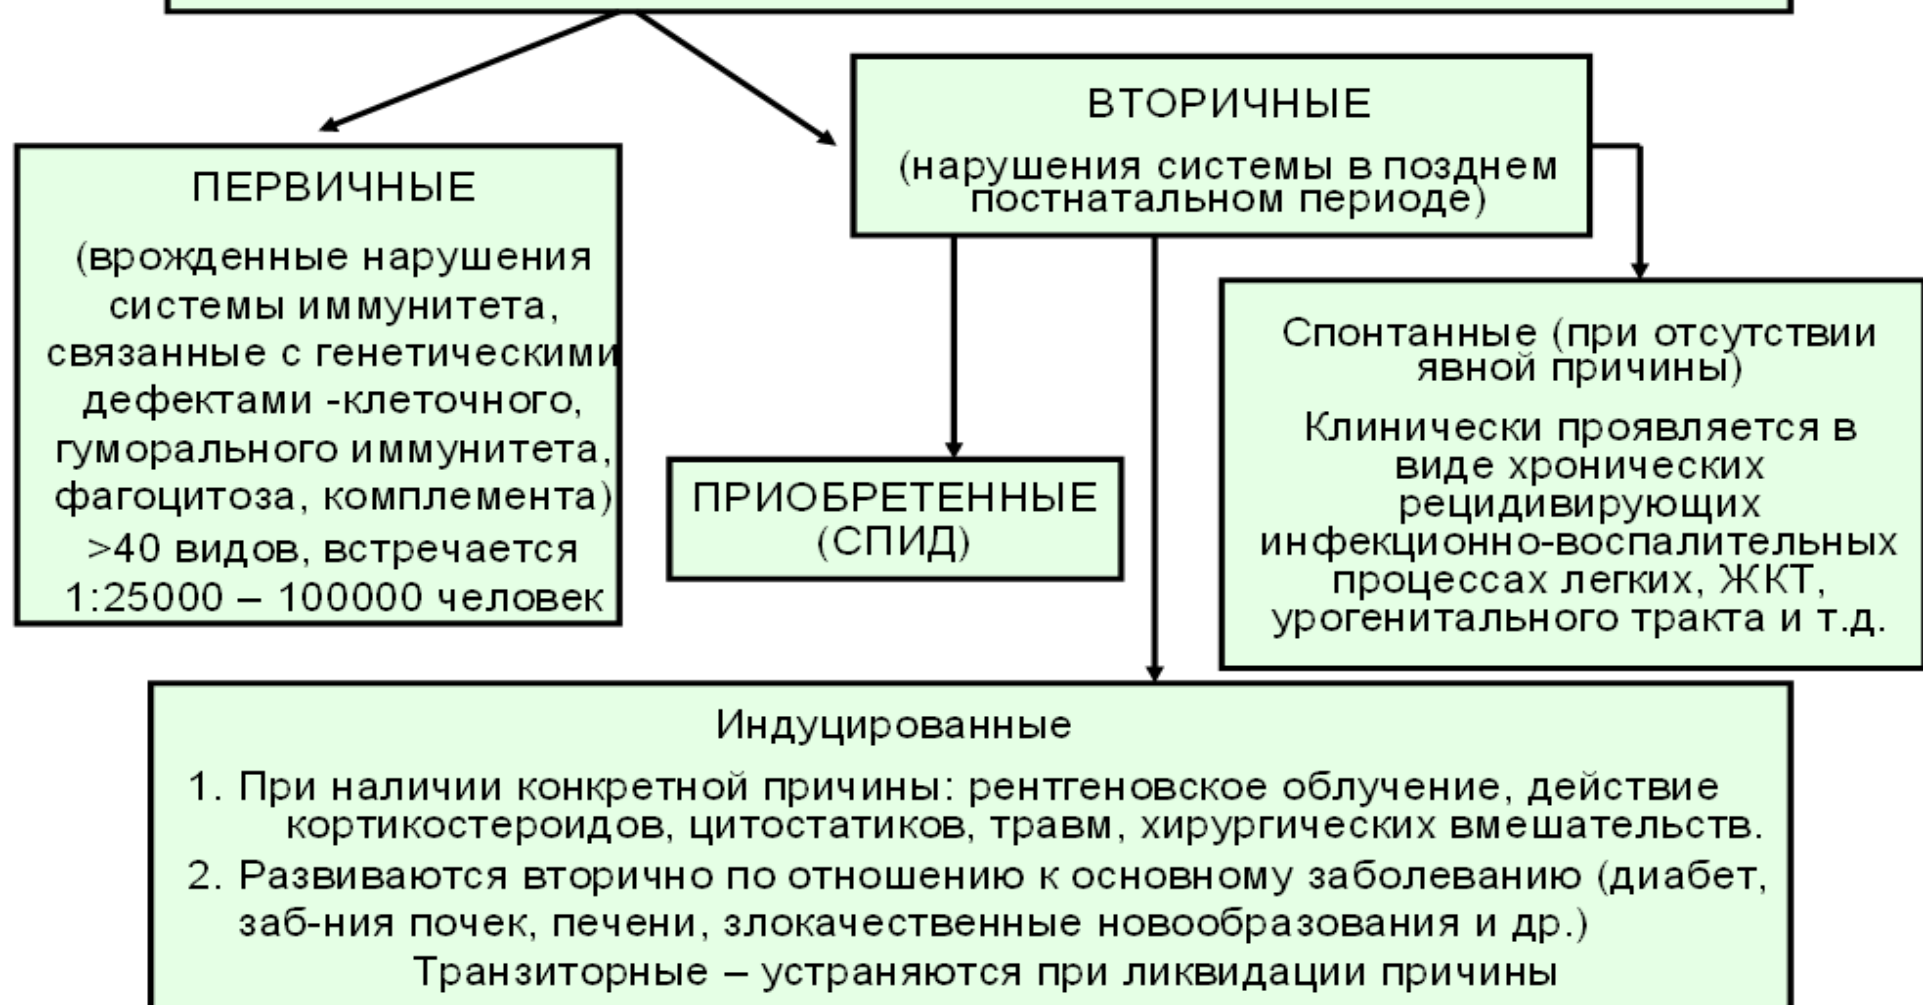 ПЕРВИЧНЫЕ
(врожденные нарушения
системы иммунитета,
связанные с генетическими
дефектами -клеточного,
гуморального иммунитета,
фагоцитоза, комплемента)
>40 видов, встречается
1:25000 – 100000 человек
ВТОРИЧНЫЕ
(нарушения системы в позднем
постнатальном периоде)
ПРИОБРЕТЕННЫЕ
(СПИД)
Спонтанные (при отсутствии
явной причины)
Клинически проявляется в
виде хронических
рецидивирующих
инфекционно-воспалительных
процессах легких, ЖКТ,
урогенитального тракта и т.д.
Индуцированные
1. При наличии конкретной причины: рентгеновское облучение, действие
кортикостероидов, цитостатиков, травм, хирургических вмешательств.
2. Развиваются вторично по отношению к основному заболеванию (диабет,
заб-ния почек, печени, злокачественные новообразования и др.)
Транзиторные – устраняются при ликвидации причины